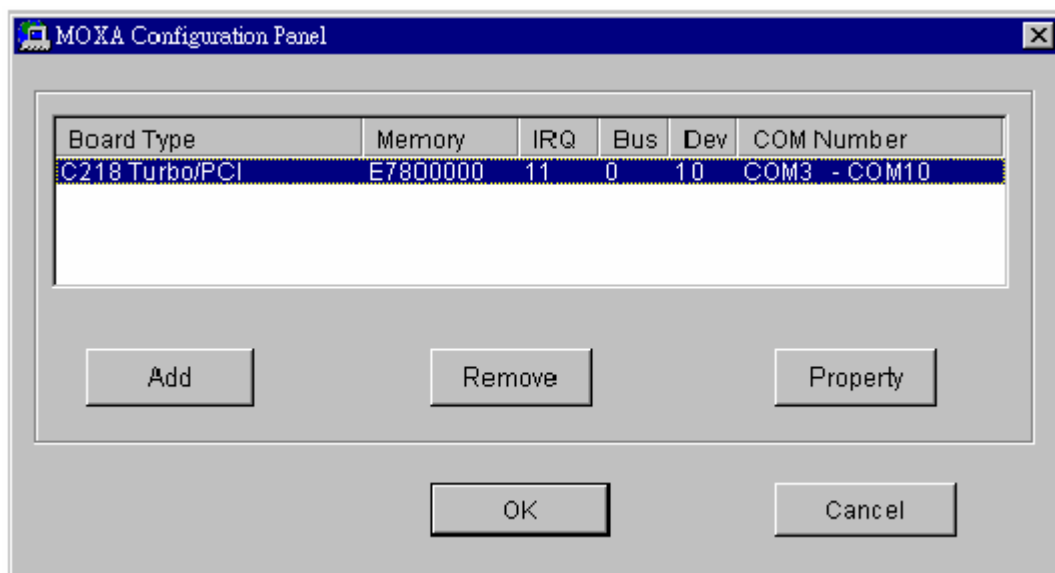 MOXA Configuration Panel
Board Type Memory IRQ Bus Dev COM Number
C218 Turbo/PCI E7800000 11 0 10 COM3 - COM10
Add Remove Property
OK Cancel